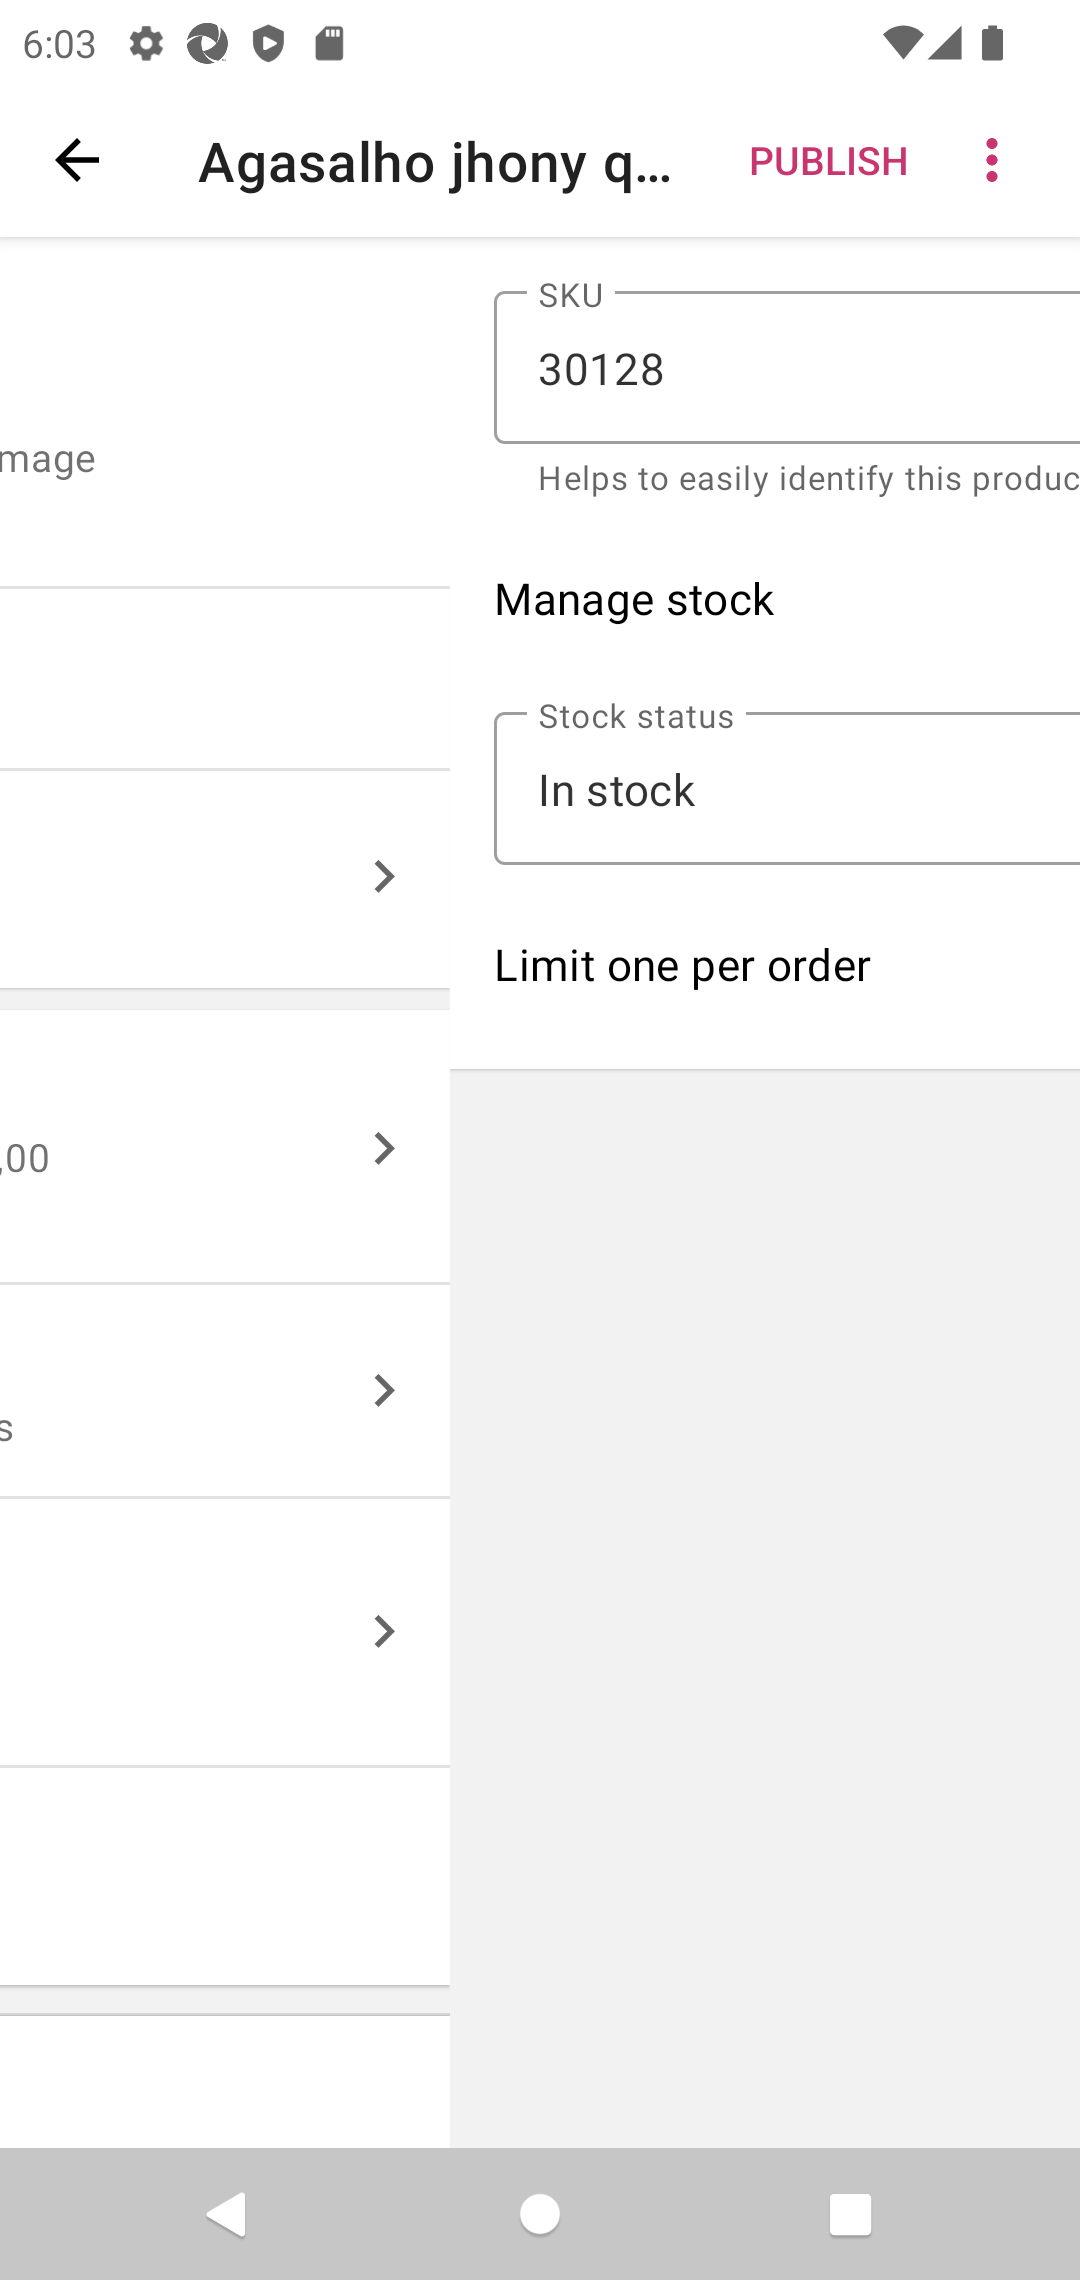 6:03
Agasalho jhony q...
PUBLISH
SKU
30128
mage
Helps to easily identify this produc
Manage stock
Stock status
In stock
Limit one per order
,00
s